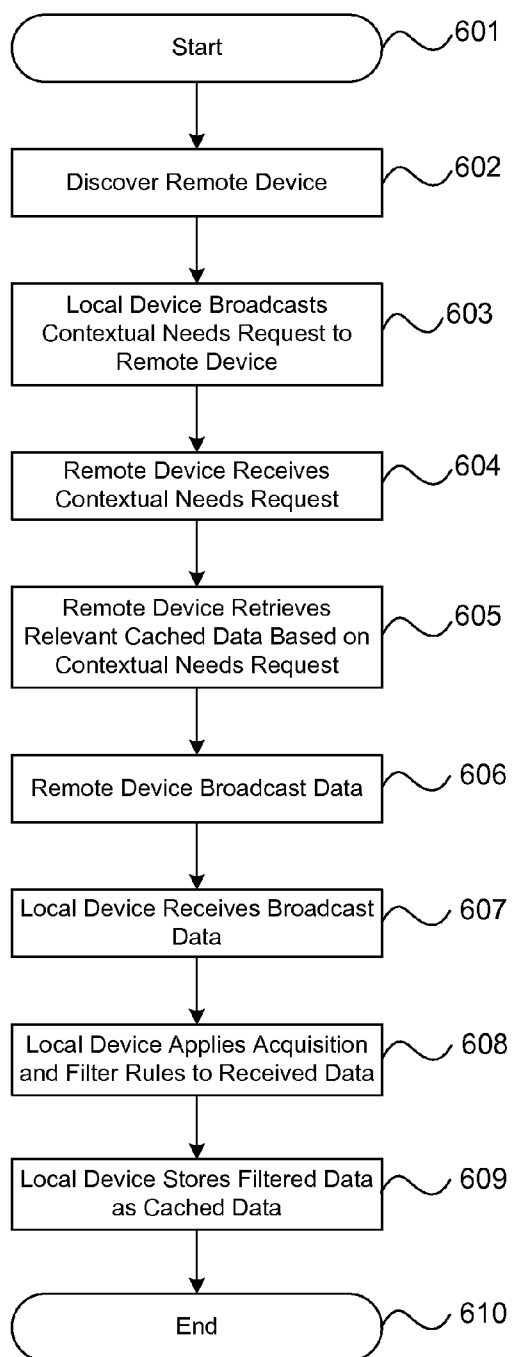 Start
601
Discover Remote Device
602
Local Device Broadcasts
Contextual Needs Request to
Remote Device
603
Remote Device Receives
Contextual Needs Request
604
Remote Device Retrieves
Relevant Cached Data Based on
Contextual Needs Request
605
Remote Device Broadcast Data
606
Local Device Receives Broadcast
Data
607
Local Device Applies Acquisition
and Filter Rules to Received Data
608
Local Device Stores Filtered Data
as Cached Data
609
End
610